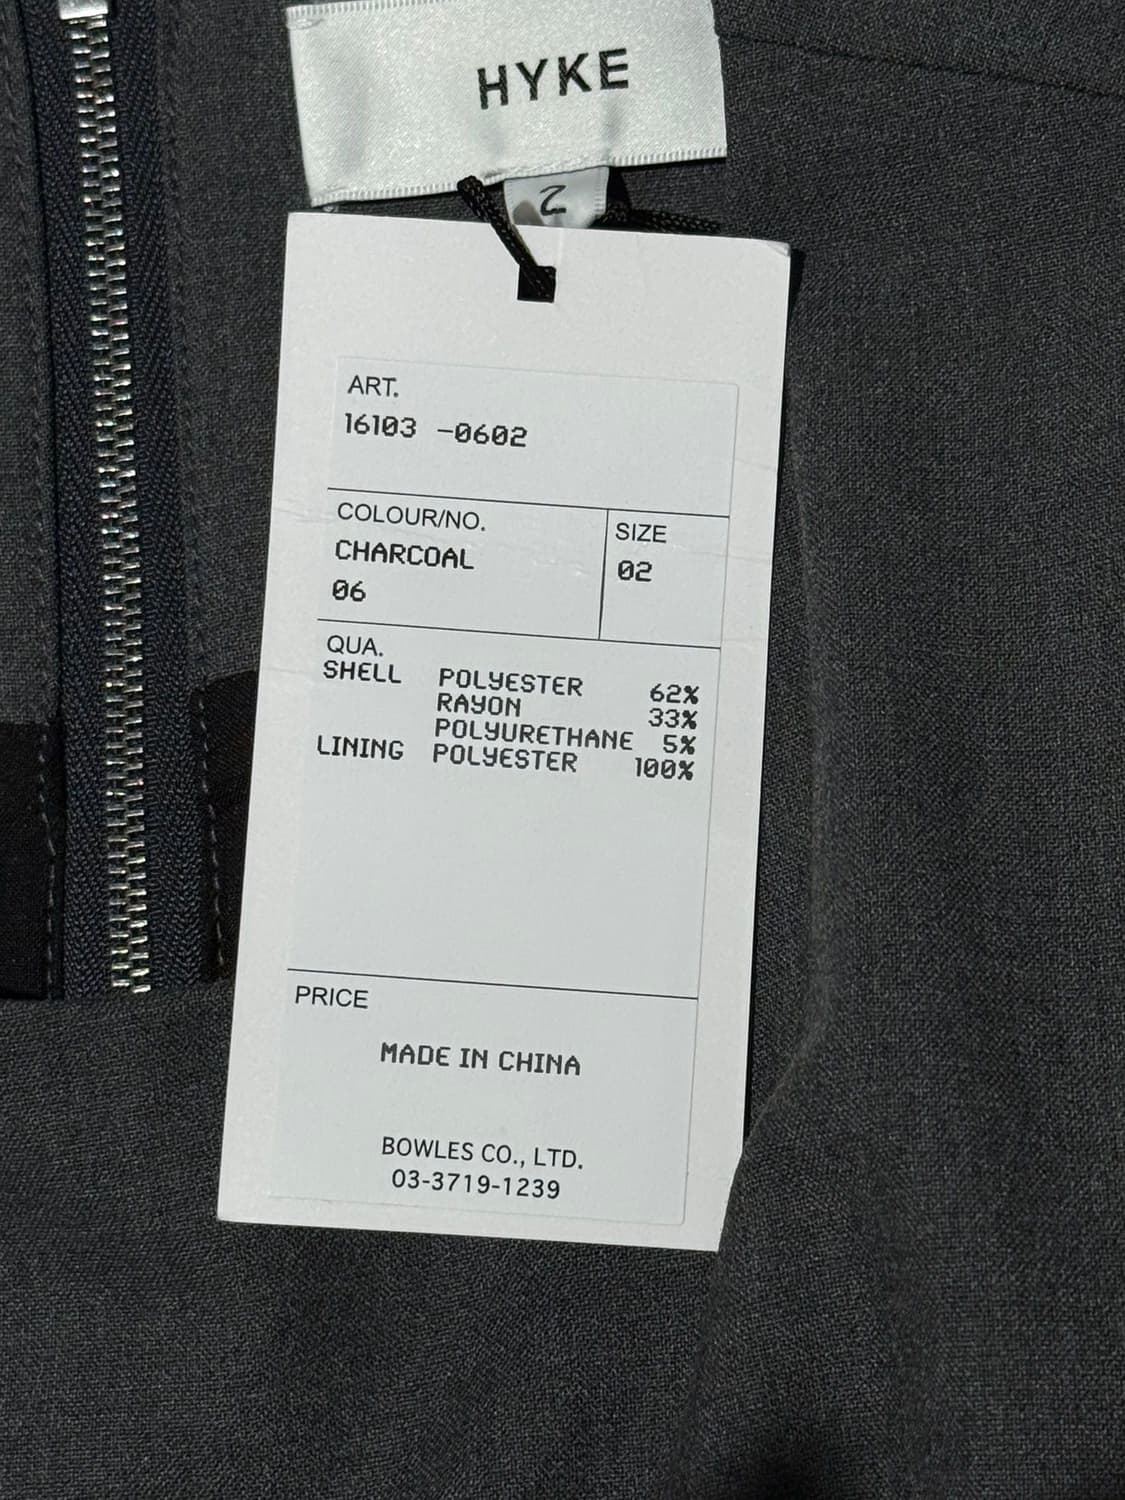 HYKE
2
ART.
16103 -0602
COLOUR/NO.
CHARCOAL
06
SIZE
02
QUA.
SHELL POLYESTER 62%
RAYON 33%
POLYURETHANE 5%
LINING POLYESTER 100%
PRICE
MADE IN CHINA
BOWLES CO., LTD.
03-3719-1239